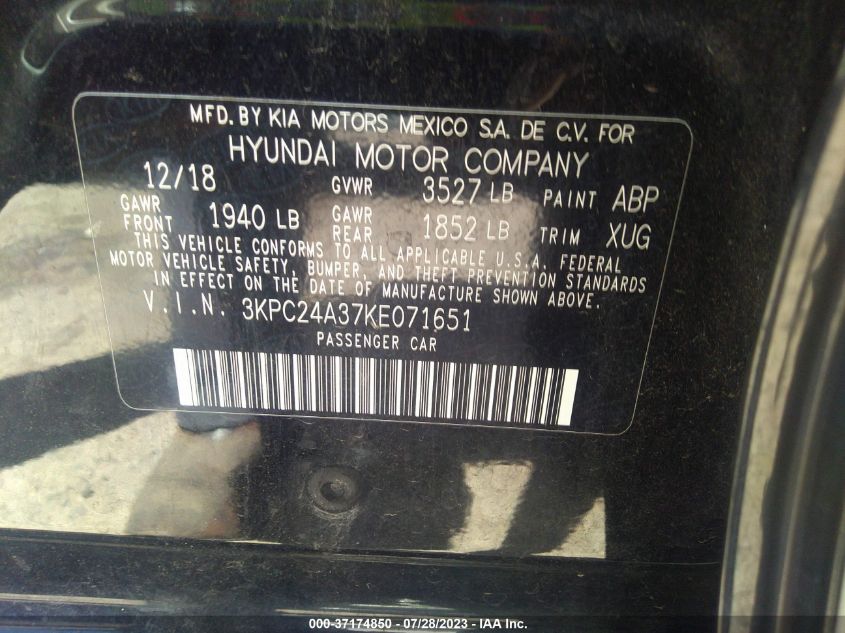 MFD. BY KIA MOTORS MEXICO S.A. DE C.V. FOR
HYUNDAI MOTOR COMPANY
12/18 GVWR 3527 LB PAINT ABP
GAWR FRONT 1940 LB GAWR REAR 1852 LB TRIM XUG
THIS VEHICLE CONFORMS TO ALL APPLICABLE U.S.A. FEDERAL
MOTOR VEHICLE SAFETY, BUMPER, AND THEFT PREVENTION STANDARDS
IN EFFECT ON THE DATE OF MANUFACTURE SHOWN ABOVE.
V.I.N. 3KPC24A37KE071651
PASSENGER CAR
000-37174850 / 07/28/2023 - IAA Inc.